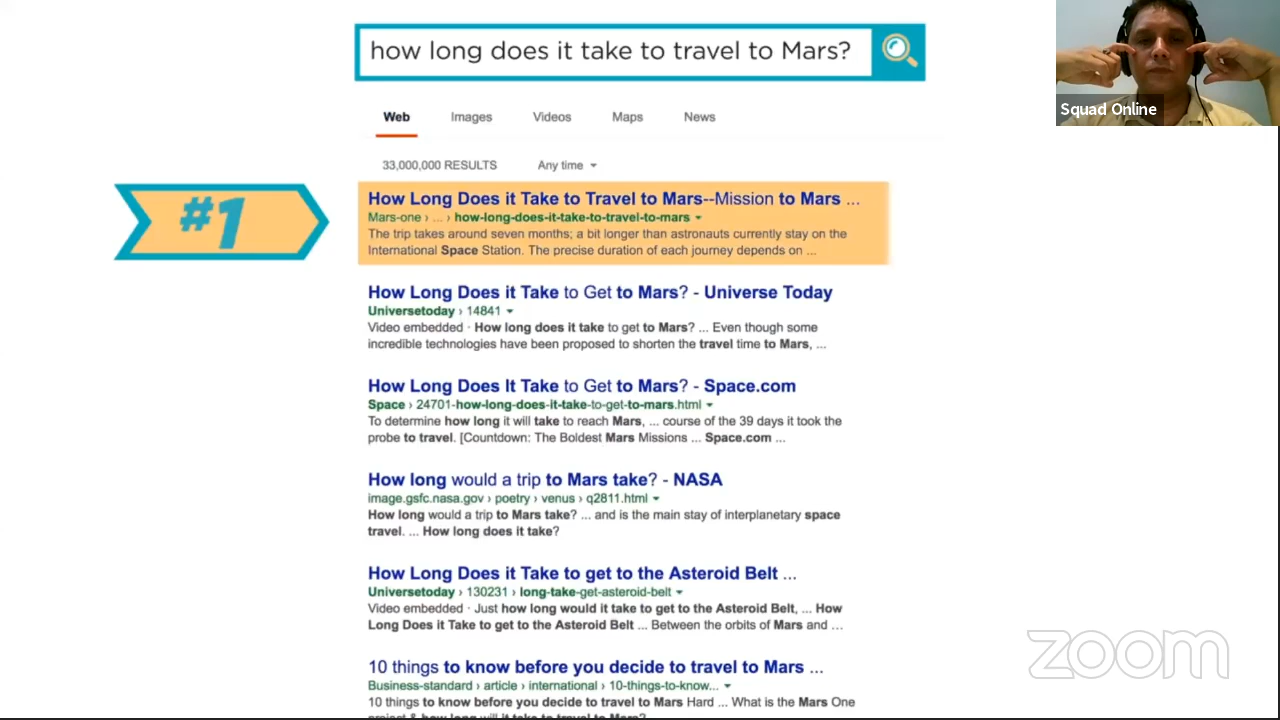 how long does it take to travel to Mars?
Squad Online
Web Images Videos Maps News
33,000,000 RESULTS Any time
#1
How Long Does it Take to Travel to Mars--Mission to Mars ...
Mars-one › ... › how-long-does-it-take-to-travel-to-mars
The trip takes around seven months; a bit longer than astronauts currently stay on the
International Space Station. The precise duration of each journey depends on ...
How Long Does it Take to Get to Mars? - Universe Today
Universetoday › 14841
Video embedded · How long does it take to get to Mars? ... Even though some
incredible technologies have been proposed to shorten the travel time to Mars, ...
How Long Does It Take to Get to Mars? - Space.com
Space › 24701-how-long-does-it-take-to-get-to-mars.html
To determine how long it will take to reach Mars, ... course of the 39 days it took the
probe to travel. [Countdown: The Boldest Mars Missions ... Space.com ...
How long would a trip to Mars take? - NASA
image.gsfc.nasa.gov › poetry › venus › q2811.html
How long would a trip to Mars take? ... and is the main stay of interplanetary space
travel. ... How long does it take?
How Long Does it Take to get to the Asteroid Belt ...
Universetoday › 130231 › long-take-get-asteroid-belt
Video embedded · Just how long would it take to get to the Asteroid Belt, ... How
Long Does it Take to get to the Asteroid Belt ... Between the orbits of Mars and ...
10 things to know before you decide to travel to Mars ...
Business-standard › article › international › 10-things-to-know...
10 things to know before you decide to travel to Mars Hard ... What is the Mars One
project & how long will it take to travel to Mars?
zoom